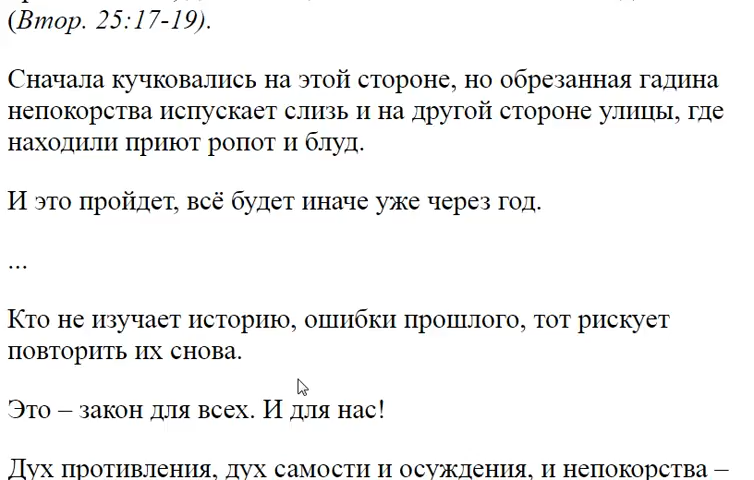 (Втор. 25:17-19).
Сначала кучковались на этой стороне, но обрезанная гадина
непокорства испускает слизь и на другой стороне улицы, где
находили приют ропот и блуд.
И это пройдет, всё будет иначе уже через год.
...
Кто не изучает историю, ошибки прошлого, тот рискует
повторить их снова.
Это – закон для всех. И для нас!
Дух противления, дух самости и осуждения, и непокорства –